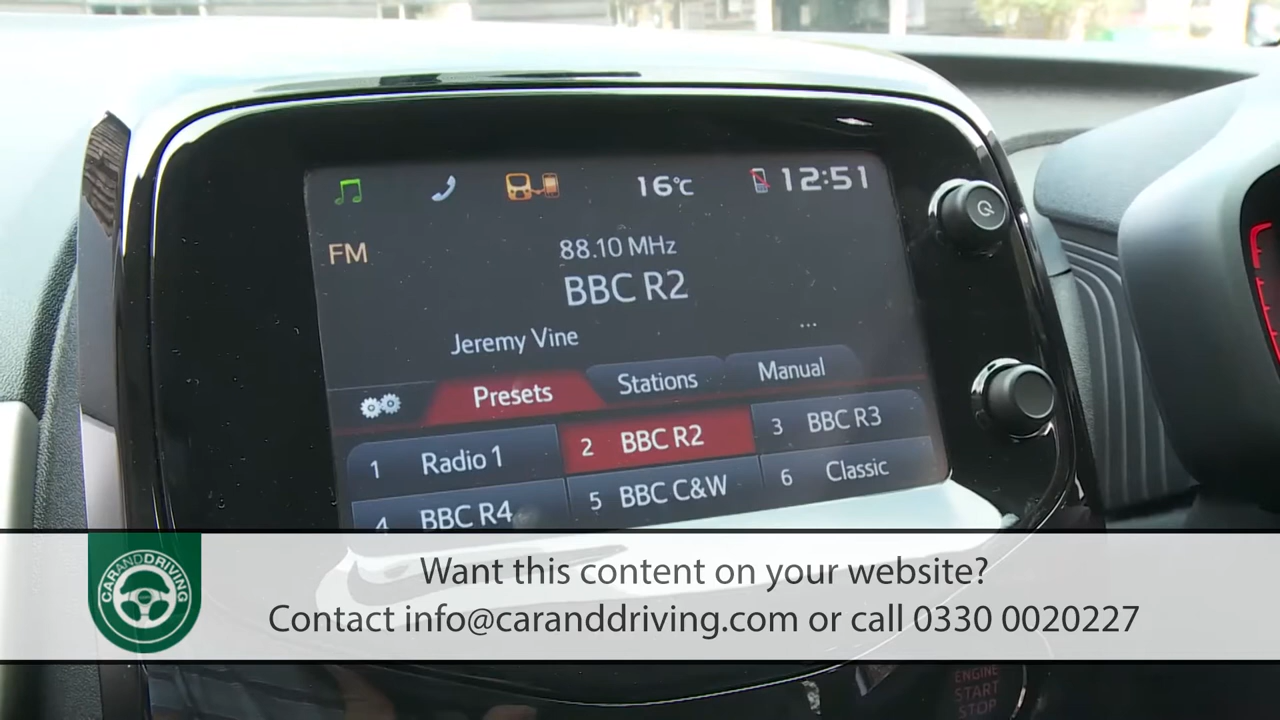 16°C
12:51
FM
88.10 MHz
BBC R2
Jeremy Vine
...
Presets
Stations
Manual
1 Radio 1
2 BBC R2
3 BBC R3
4 BBC R4
5 BBC C&W
6 Classic
CARANDDRIVING
Want this content on your website?
Contact info@caranddriving.com or call 0330 0020227
ENGINE
START
STOP